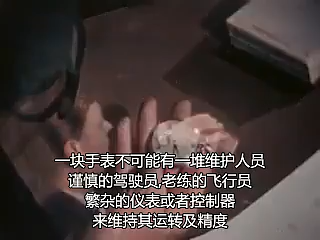 一块手表不可能有一堆维护人员
谨慎的驾驶员,老练的飞行员
繁杂的仪表或者控制器
来维持其运转及精度